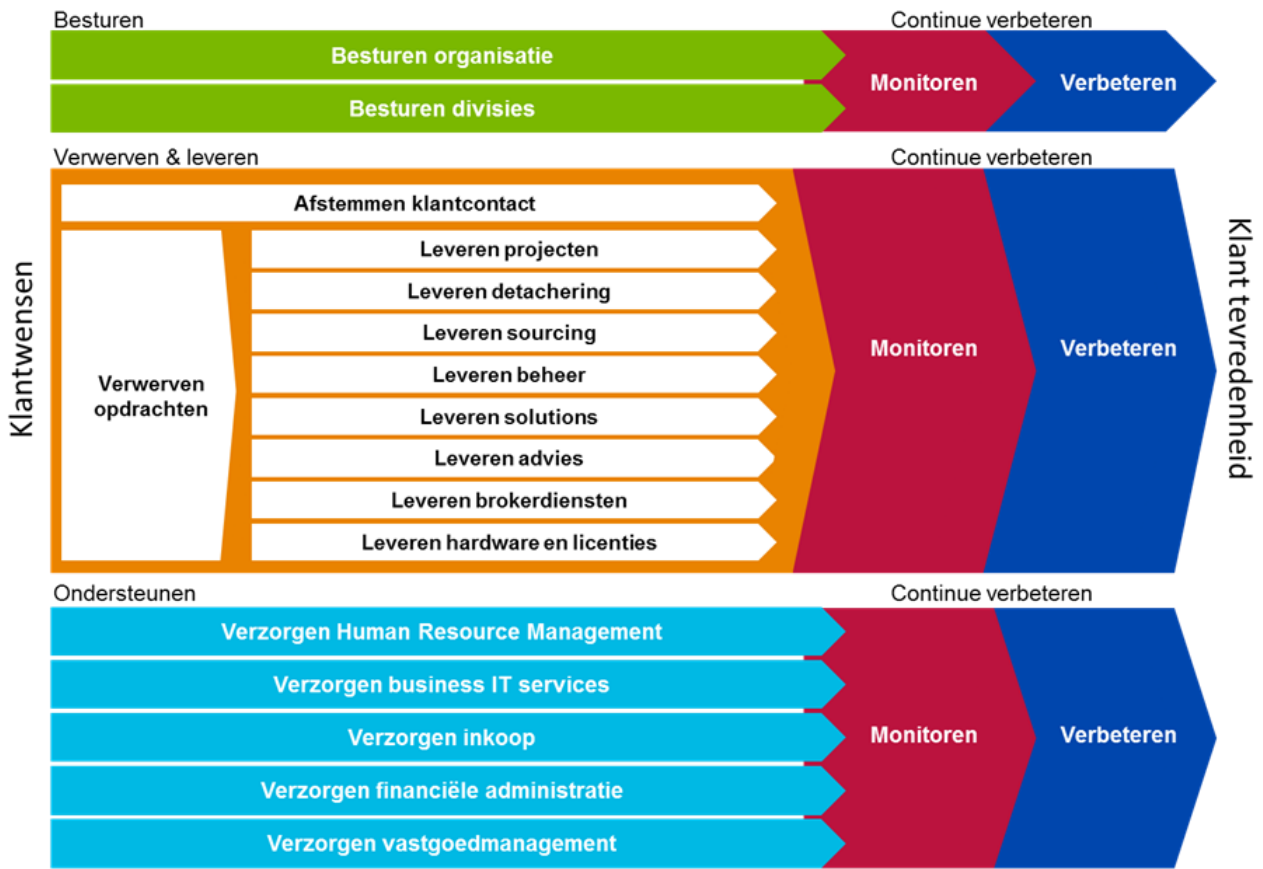 Besturen
Continue verbeteren
Besturen organisatie
Besturen divisies
Monitoren
Verbeteren
Verwerven & leveren
Continue verbeteren
Klantwensen
Afstemmen klantcontact
Verwerven
opdrachten
Leveren projecten
Leveren detachering
Leveren sourcing
Leveren beheer
Leveren solutions
Leveren advies
Leveren brokerdiensten
Leveren hardware en licenties
Monitoren
Verbeteren
Klant tevredenheid
Ondersteunen
Continue verbeteren
Verzorgen Human Resource Management
Verzorgen business IT services
Verzorgen inkoop
Verzorgen financiële administratie
Verzorgen vastgoedmanagement
Monitoren
Verbeteren